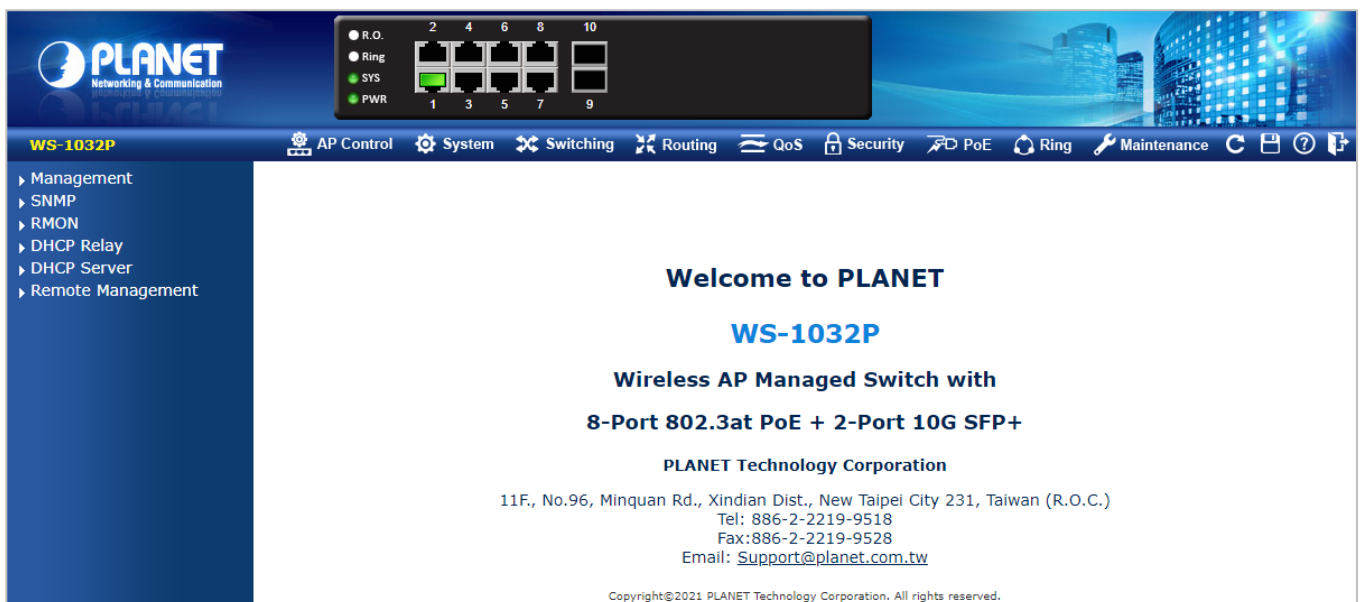 PLANET
Networking & Communication
R.O.
Ring
SYS
PWR
2 4 6 8 10
1 3 5 7 9
WS-1032P
AP Control System Switching Routing QoS Security PoE Ring Maintenance
Management
SNMP
RMON
DHCP Relay
DHCP Server
Remote Management
Welcome to PLANET
WS-1032P
Wireless AP Managed Switch with
8-Port 802.3at PoE + 2-Port 10G SFP+
PLANET Technology Corporation
11F., No.96, Minquan Rd., Xindian Dist., New Taipei City 231, Taiwan (R.O.C.)
Tel: 886-2-2219-9518
Fax:886-2-2219-9528
Email: Support@planet.com.tw
Copyright©2021 PLANET Technology Corporation. All rights reserved.